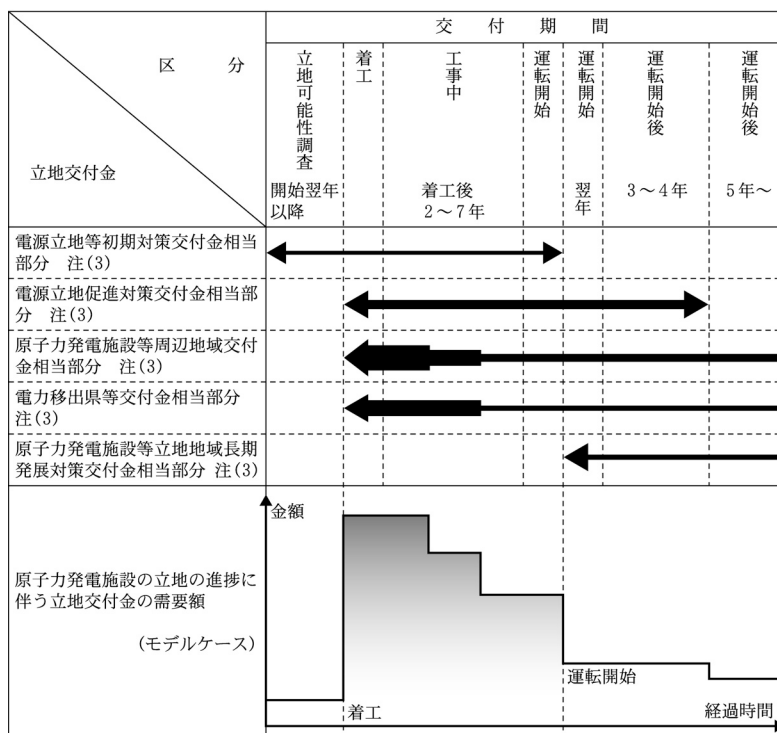 交付期間
区分
立地交付金
立地可能性調査
着工
工事中
運転開始
運転開始
運転開始後
運転開始後
開始翌年
以降
着工後
2～7年
翌年
3～4年
5年～
電源立地等初期対策交付金相当
部分 注(3)
電源立地促進対策交付金相当部
分 注(3)
原子力発電施設等周辺地域交付
金相当部分 注(3)
電力移出県等交付金相当部分
注(3)
原子力発電施設等立地地域長期
発展対策交付金相当部分 注(3)
金額
原子力発電施設の立地の進捗に
伴う立地交付金の需要額
(モデルケース)
運転開始
着工
経過時間